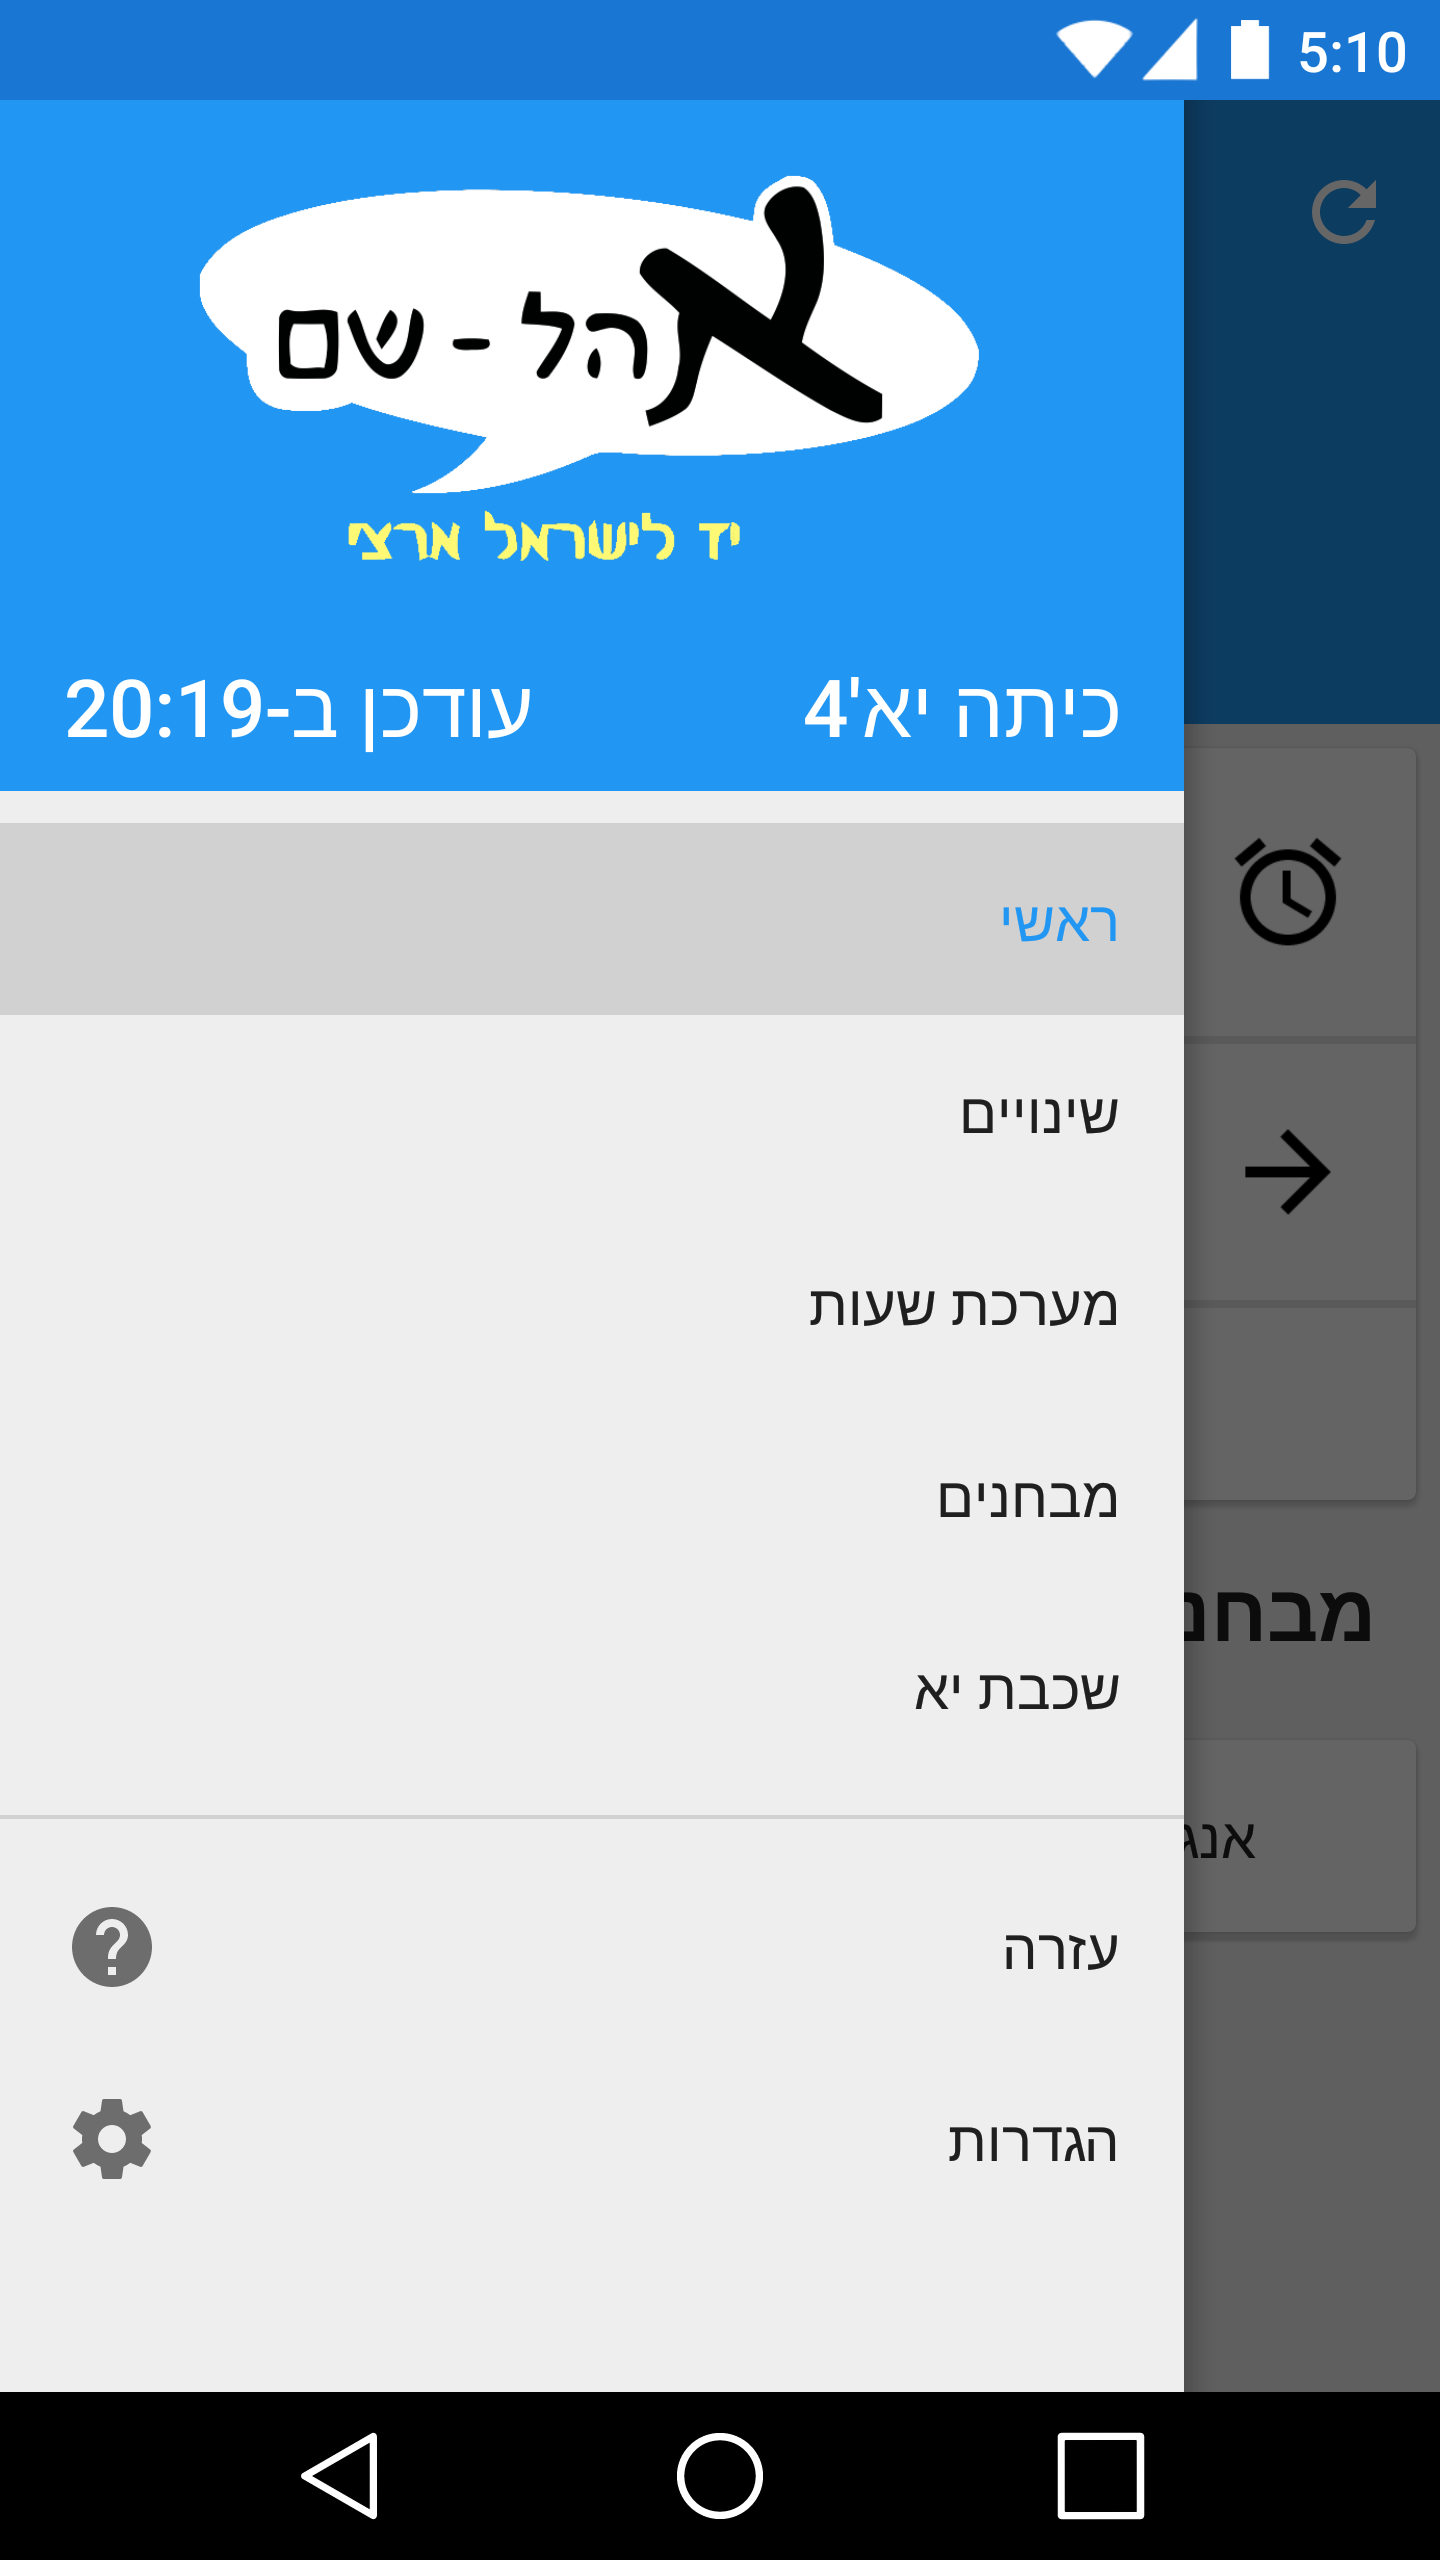 5:10
אהל - שם
יד לישראל ארצי
כיתה יא'4
עודכן ב-20:19
ראשי
שינויים
מערכת שעות
מבחנים
שכבת יא
עזרה
הגדרות
מבחנ
אנג